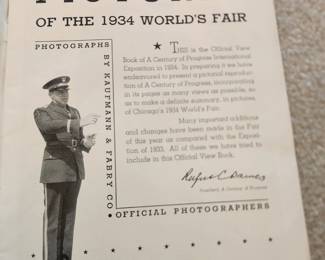 OF THE 1934 WORLD'S FAIR
PHOTOGRAPHS
BY KAUFMANN & FABRY CO.
THIS is the Official View
Book of A Century of Progress International
Exposition in 1934. In preparing it we have
endeavored to present a pictorial reproduction
of A Century of Progress, incorporating
in its pages as many views as possible, so
as to make a definite summary, in pictures,
of Chicago's 1934 World's Fair.
Many important additions
and changes have been made in the Fair
of this year as compared with the Exposi-
tion of 1933. All of these we have tried
to include in this Official View Book.
Rufus C. Dawes
President, A Century of Progress
OFFICIAL PHOTOGRAPHERS